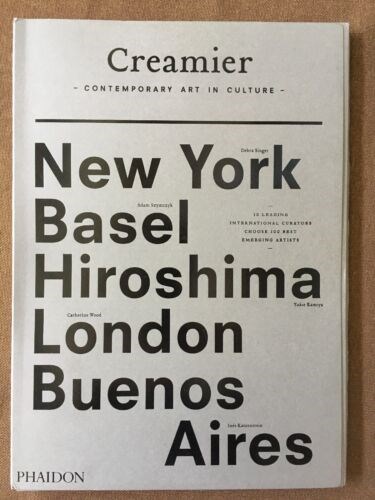 Creamier
- CONTEMPORARY ART IN CULTURE -
Debra Singer
New York
Adam Szymczyk
Basel
10 LEADING
INTERNATIONAL CURATORS
CHOOSE 100 BEST
EMERGING ARTISTS
Hiroshima
Yukie Kamiya
Catherine Wood
London
Buenos
Inés Katzenstein
Aires
PHAIDON